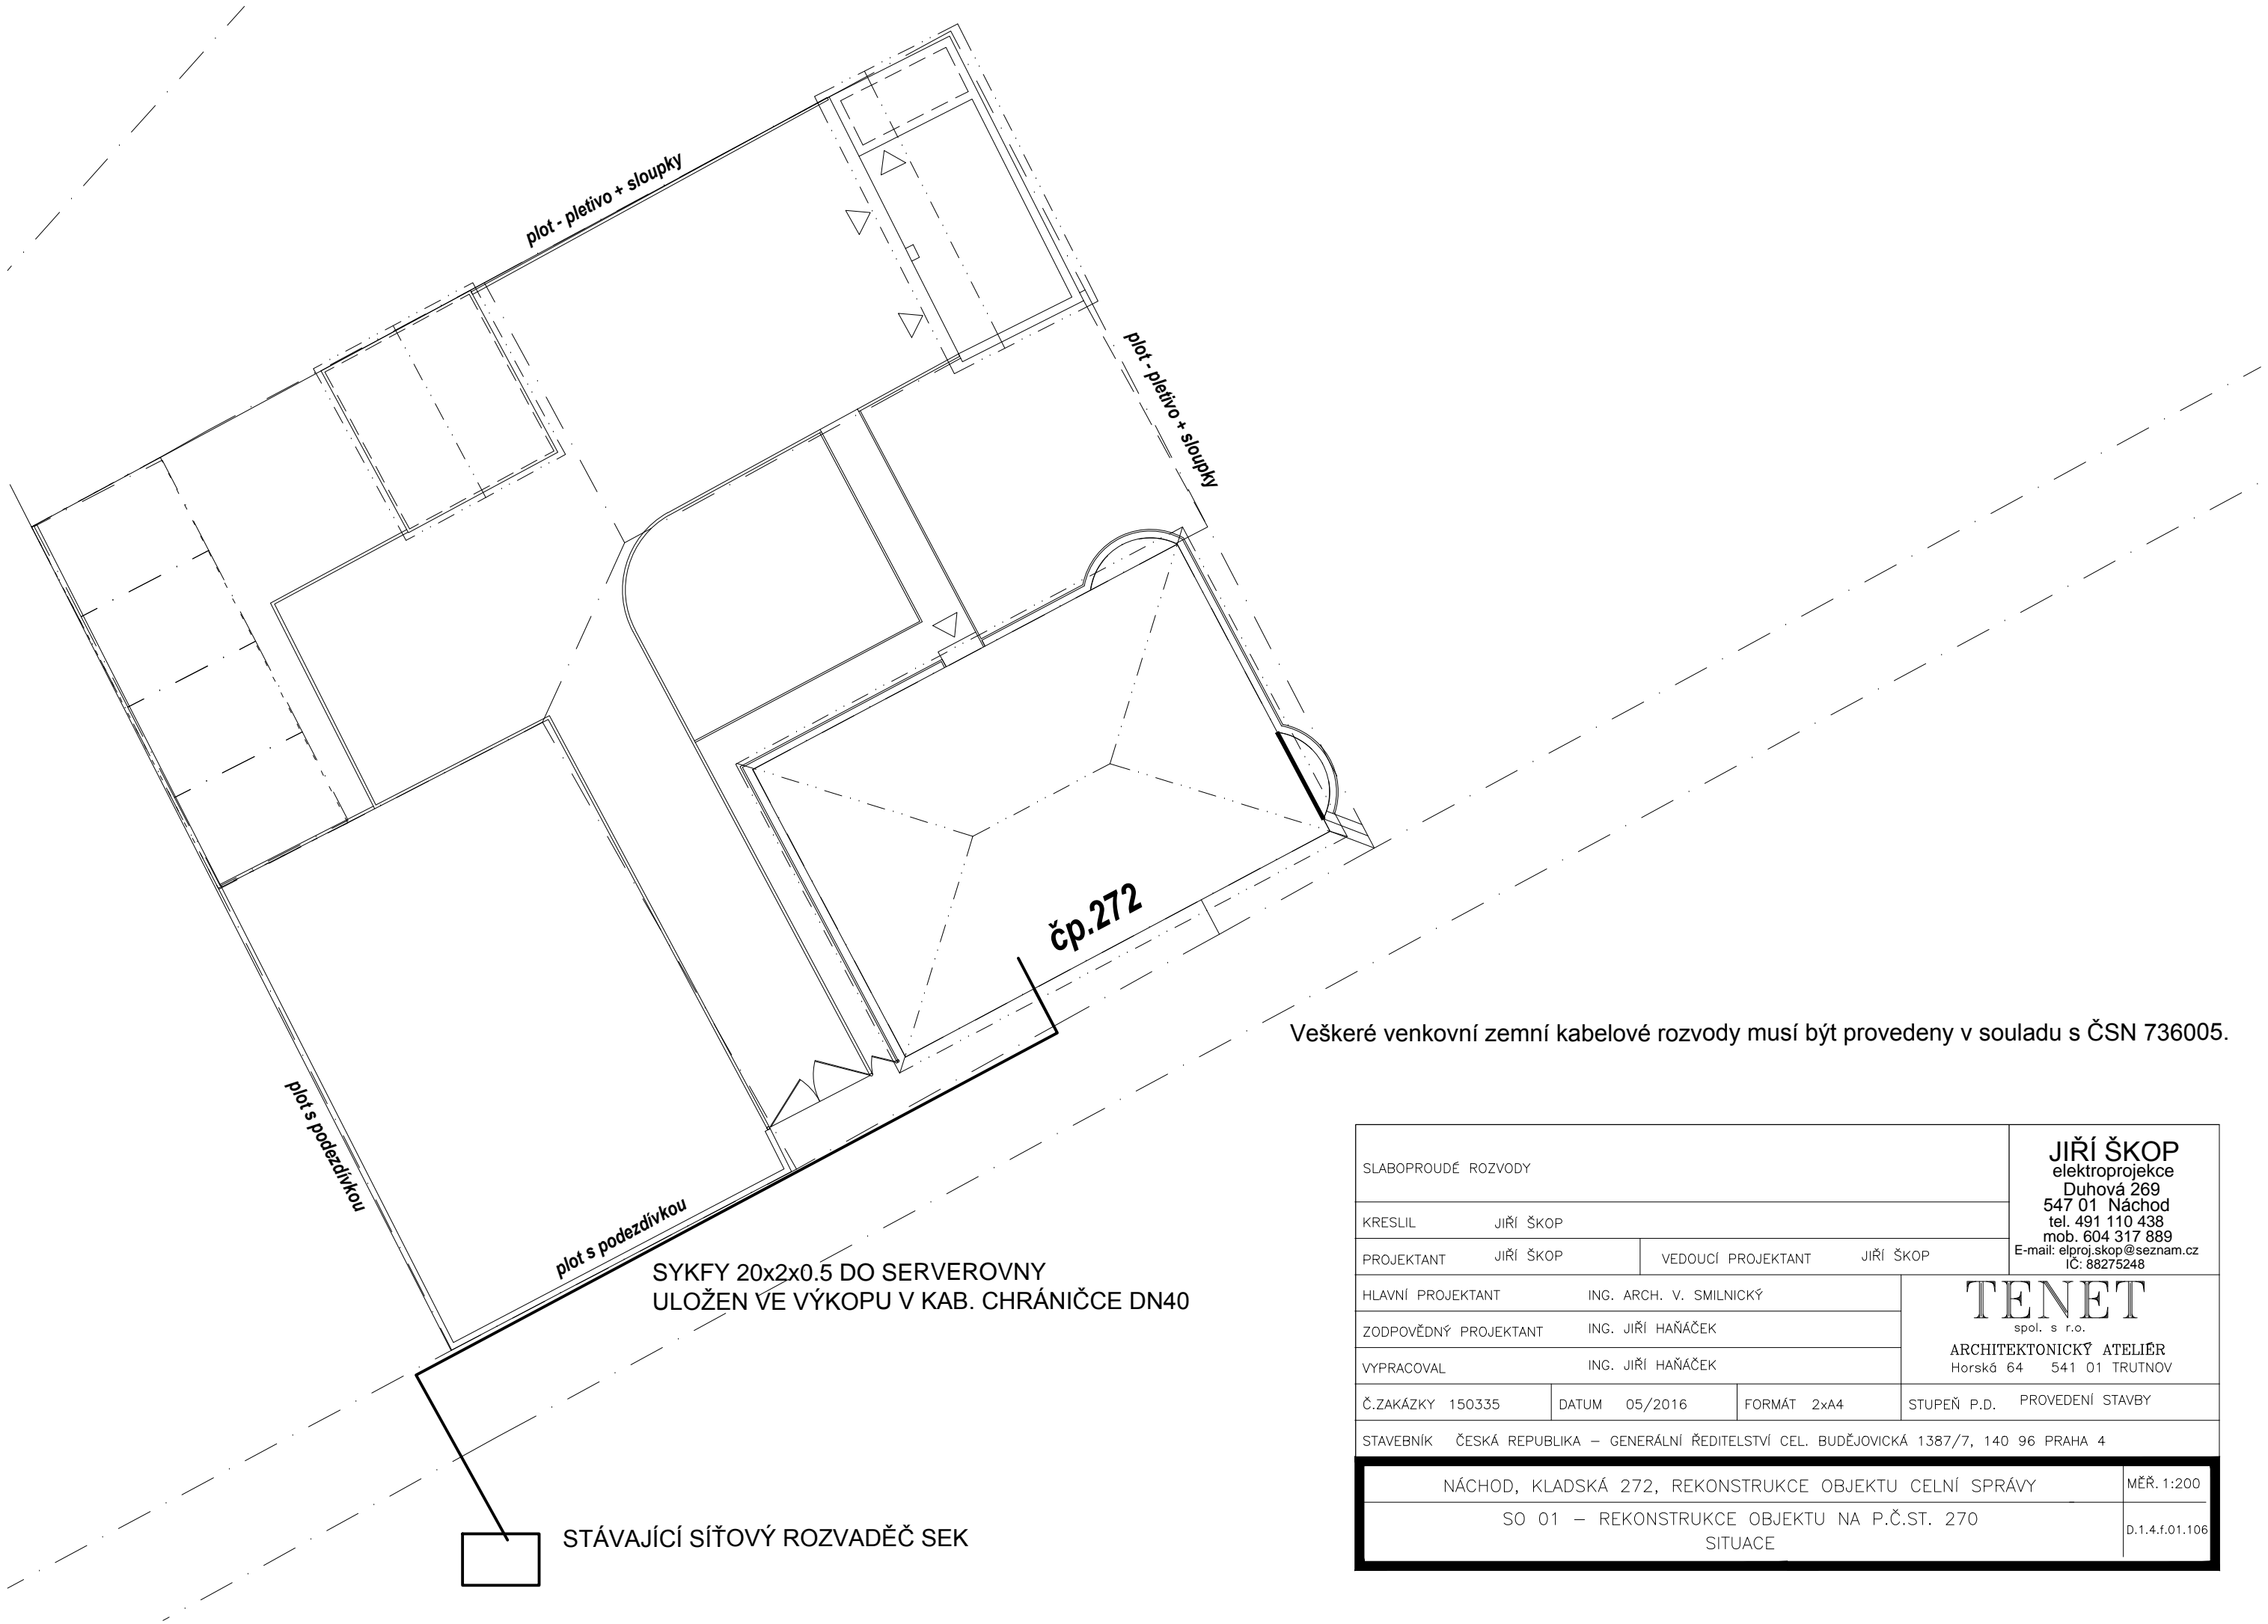 plot - pletivo + sloupky
plot - pletivo + sloupky
čp.272
Veškeré venkovní zemní kabelové rozvody musí být provedeny v souladu s ČSN 736005.
plot s podezdívkou
plot s podezdívkou
SYKFY 20x2x0.5 DO SERVEROVNY
ULOŽEN VE VÝKOPU V KAB. CHRÁNIČCE DN40
STÁVAJÍCÍ SÍŤOVÝ ROZVADĚČ SEK
SLABOPROUDÉ ROZVODY
JIŘÍ ŠKOP
elektroprojekce
Duhová 269
547 01 Náchod
tel. 491 110 438
mob. 604 317 889
E-mail: elproj.skop@seznam.cz
IČ: 88275248
KRESLIL JIŘÍ ŠKOP
PROJEKTANT JIŘÍ ŠKOP VEDOUCÍ PROJEKTANT JIŘÍ ŠKOP
HLAVNÍ PROJEKTANT ING. ARCH. V. SMILNICKÝ
ZODPOVĚDNÝ PROJEKTANT ING. JIŘÍ HAŇÁČEK
VYPRACOVAL ING. JIŘÍ HAŇÁČEK
TENET
spol. s r.o.
ARCHITEKTONICKÝ ATELIÉR
Horská 64 541 01 TRUTNOV
Č.ZAKÁZKY 150335 DATUM 05/2016 FORMÁT 2xA4 STUPEŇ P.D. PROVEDENÍ STAVBY
STAVEBNÍK ČESKÁ REPUBLIKA – GENERÁLNÍ ŘEDITELSTVÍ CEL. BUDĚJOVICKÁ 1387/7, 140 96 PRAHA 4
NÁCHOD, KLADSKÁ 272, REKONSTRUKCE OBJEKTU CELNÍ SPRÁVY MĚŘ. 1:200
SO 01 – REKONSTRUKCE OBJEKTU NA P.Č.ST. 270
SITUACE
D.1.4.f.01.106